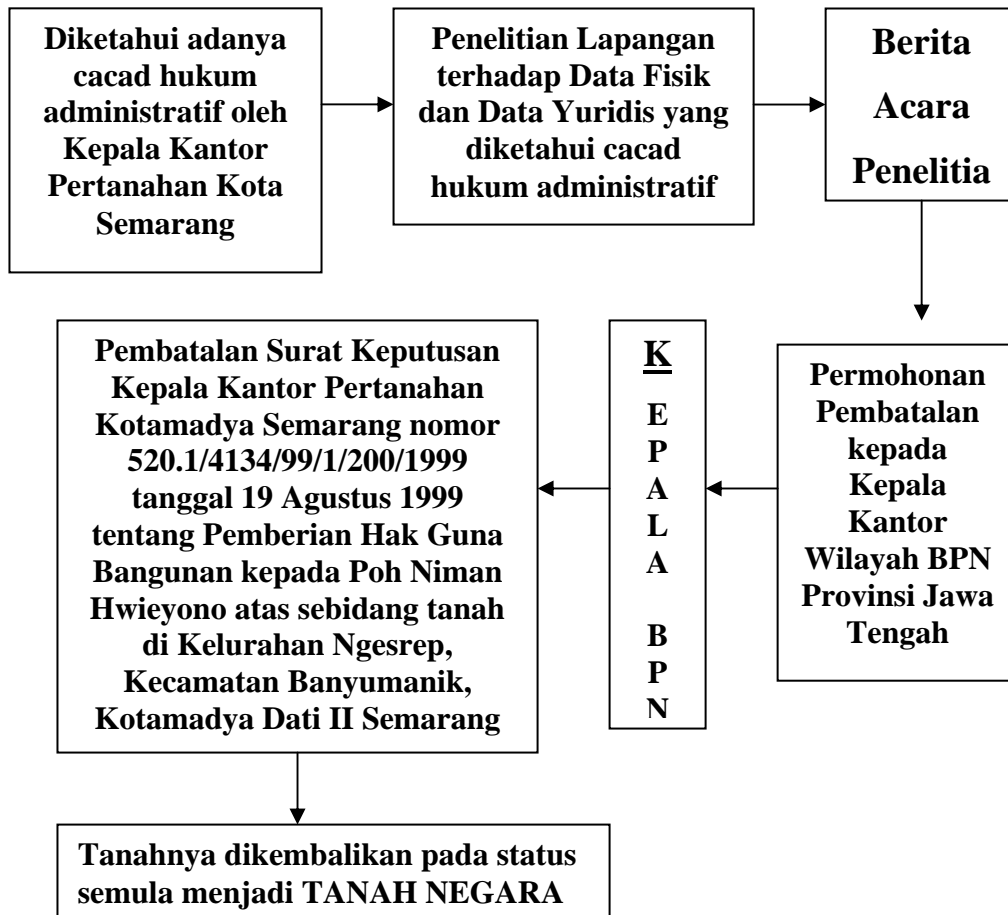 Diketahui adanya
cacad hukum
administratif oleh
Kepala Kantor
Pertanahan Kota
Semarang
Penelitian Lapangan
terhadap Data Fisik
dan Data Yuridis yang
diketahui cacad
hukum administratif
Berita
Acara
Penelitia
Permohonan
Pembatalan
kepada
Kepala
Kantor
Wilayah BPN
Provinsi Jawa
Tengah
K
E
P
A
L
A
B
P
N
Pembatalan Surat Keputusan
Kepala Kantor Pertanahan
Kotamadya Semarang nomor
520.1/4134/99/1/200/1999
tanggal 19 Agustus 1999
tentang Pemberian Hak Guna
Bangunan kepada Poh Niman
Hwieyono atas sebidang tanah
di Kelurahan Ngesrep,
Kecamatan Banyumanik,
Kotamadya Dati II Semarang
Tanahnya dikembalikan pada status
semula menjadi TANAH NEGARA